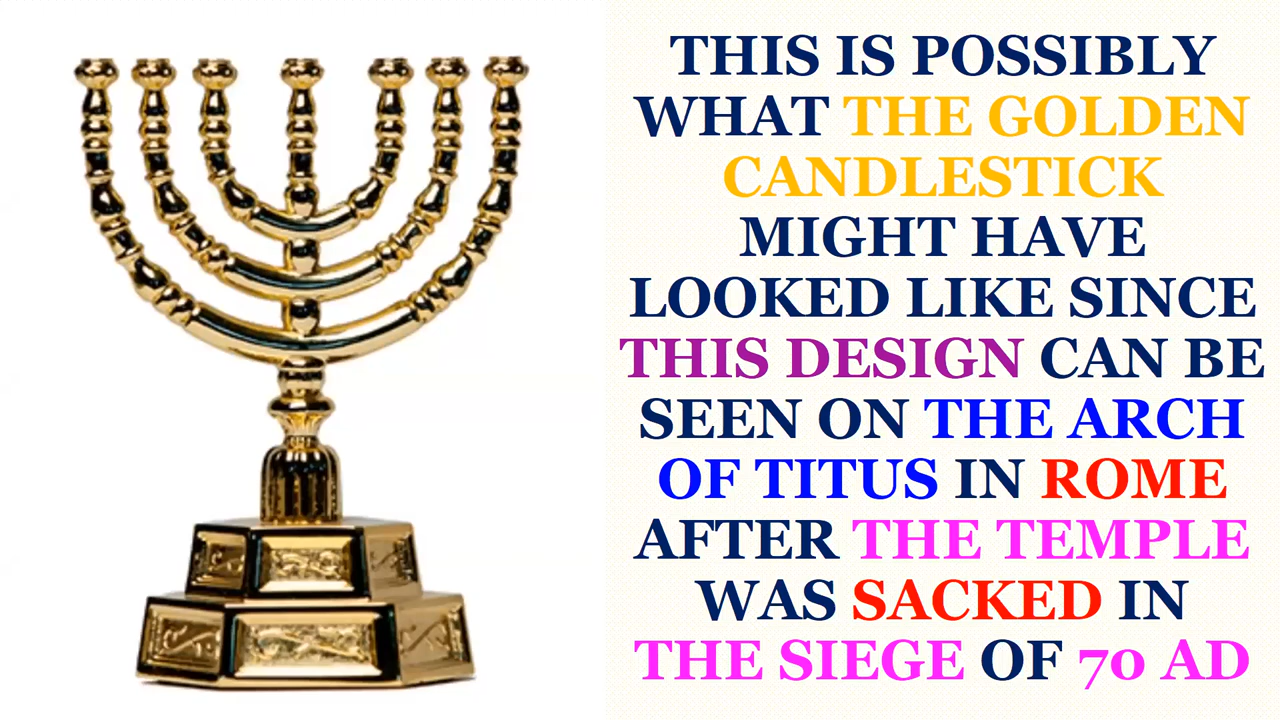 THIS IS POSSIBLY
WHAT THE GOLDEN
CANDLESTICK
MIGHT HAVE
LOOKED LIKE SINCE
THIS DESIGN CAN BE
SEEN ON THE ARCH
OF TITUS IN ROME
AFTER THE TEMPLE
WAS SACKED IN
THE SIEGE OF 70 AD